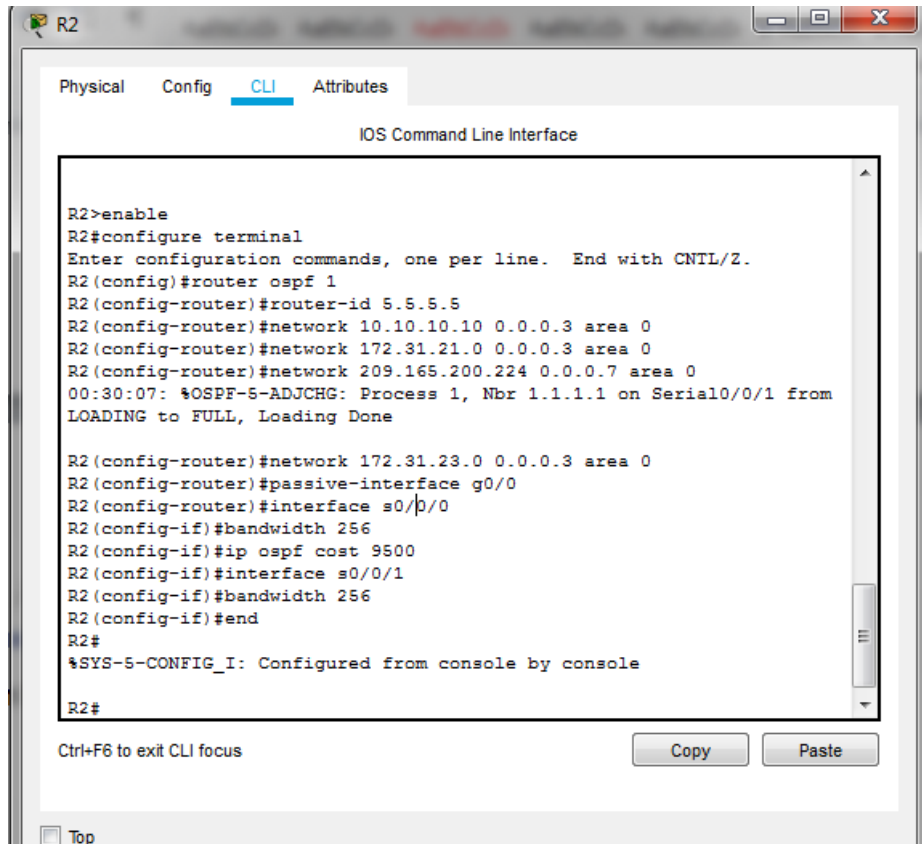 R2
Physical Config CLI Attributes
IOS Command Line Interface
R2>enable
R2#configure terminal
Enter configuration commands, one per line.  End with CNTL/Z.
R2(config)#router ospf 1
R2(config-router)#router-id 5.5.5.5
R2(config-router)#network 10.10.10.10 0.0.0.3 area 0
R2(config-router)#network 172.31.21.0 0.0.0.3 area 0
R2(config-router)#network 209.165.200.224 0.0.0.7 area 0
00:30:07: %OSPF-5-ADJCHG: Process 1, Nbr 1.1.1.1 on Serial0/0/1 from
LOADING to FULL, Loading Done
R2(config-router)#network 172.31.23.0 0.0.0.3 area 0
R2(config-router)#passive-interface g0/0
R2(config-router)#interface s0/0/0
R2(config-if)#bandwidth 256
R2(config-if)#ip ospf cost 9500
R2(config-if)#interface s0/0/1
R2(config-if)#bandwidth 256
R2(config-if)#end
R2#
%SYS-5-CONFIG_I: Configured from console by console
R2#
Ctrl+F6 to exit CLI focus
Copy Paste
Top